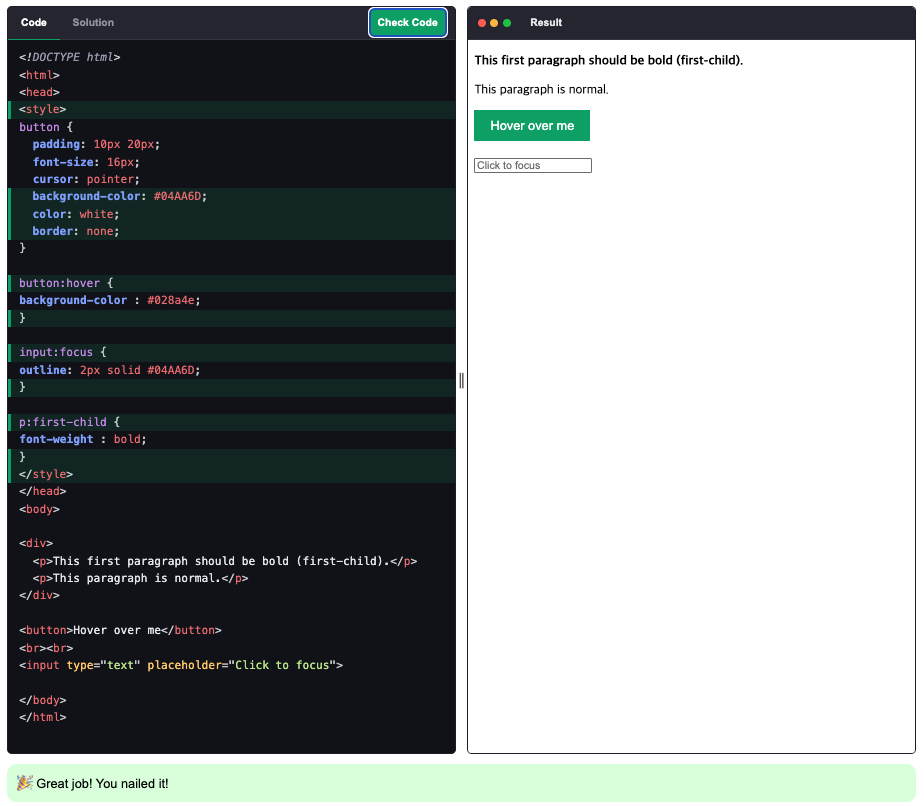 Code Solution Check Code
<!DOCTYPE html>
<html>
<head>
<style>
button {
  padding: 10px 20px;
  font-size: 16px;
  cursor: pointer;
  background-color: #04AA6D;
  color: white;
  border: none;
}

button:hover {
background-color : #028a4e;
}

input:focus {
outline: 2px solid #04AA6D;
}

p:first-child {
font-weight : bold;
}
</style>
</head>
<body>

<div>
  <p>This first paragraph should be bold (first-child).</p>
  <p>This paragraph is normal.</p>
</div>

<button>Hover over me</button>
<br><br>
<input type="text" placeholder="Click to focus">

</body>
</html>
Result
This first paragraph should be bold (first-child).
This paragraph is normal.
Hover over me
Click to focus
🎉 Great job! You nailed it!